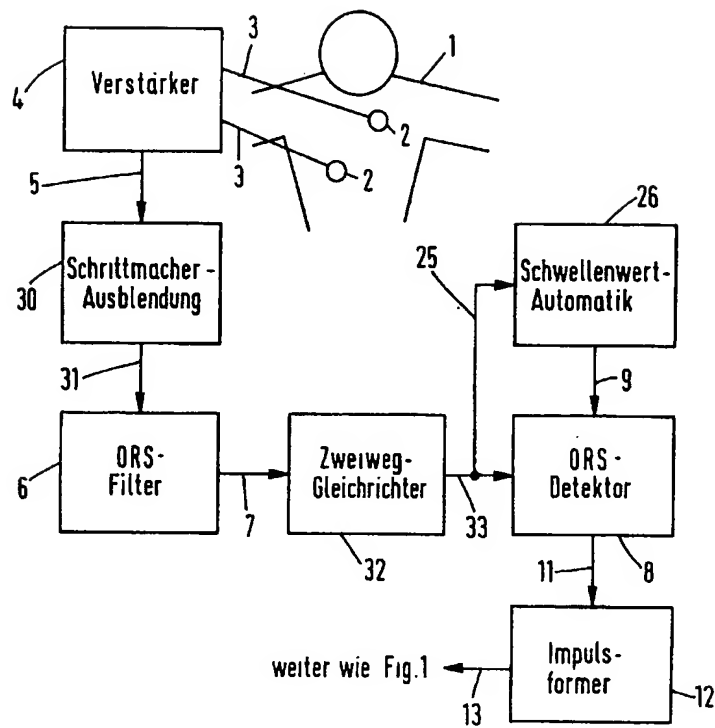 3
1
4
Verstärker
2
3
2
5
26
Schrittmacher-
Ausblendung
30
25
Schwellenwert-
Automatik
31
9
6
ORS-
Filter
7
Zweiweg-
Gleichrichter
33
ORS-
Detektor
32
11
8
weiter wie Fig.1
13
Impuls-
former
12